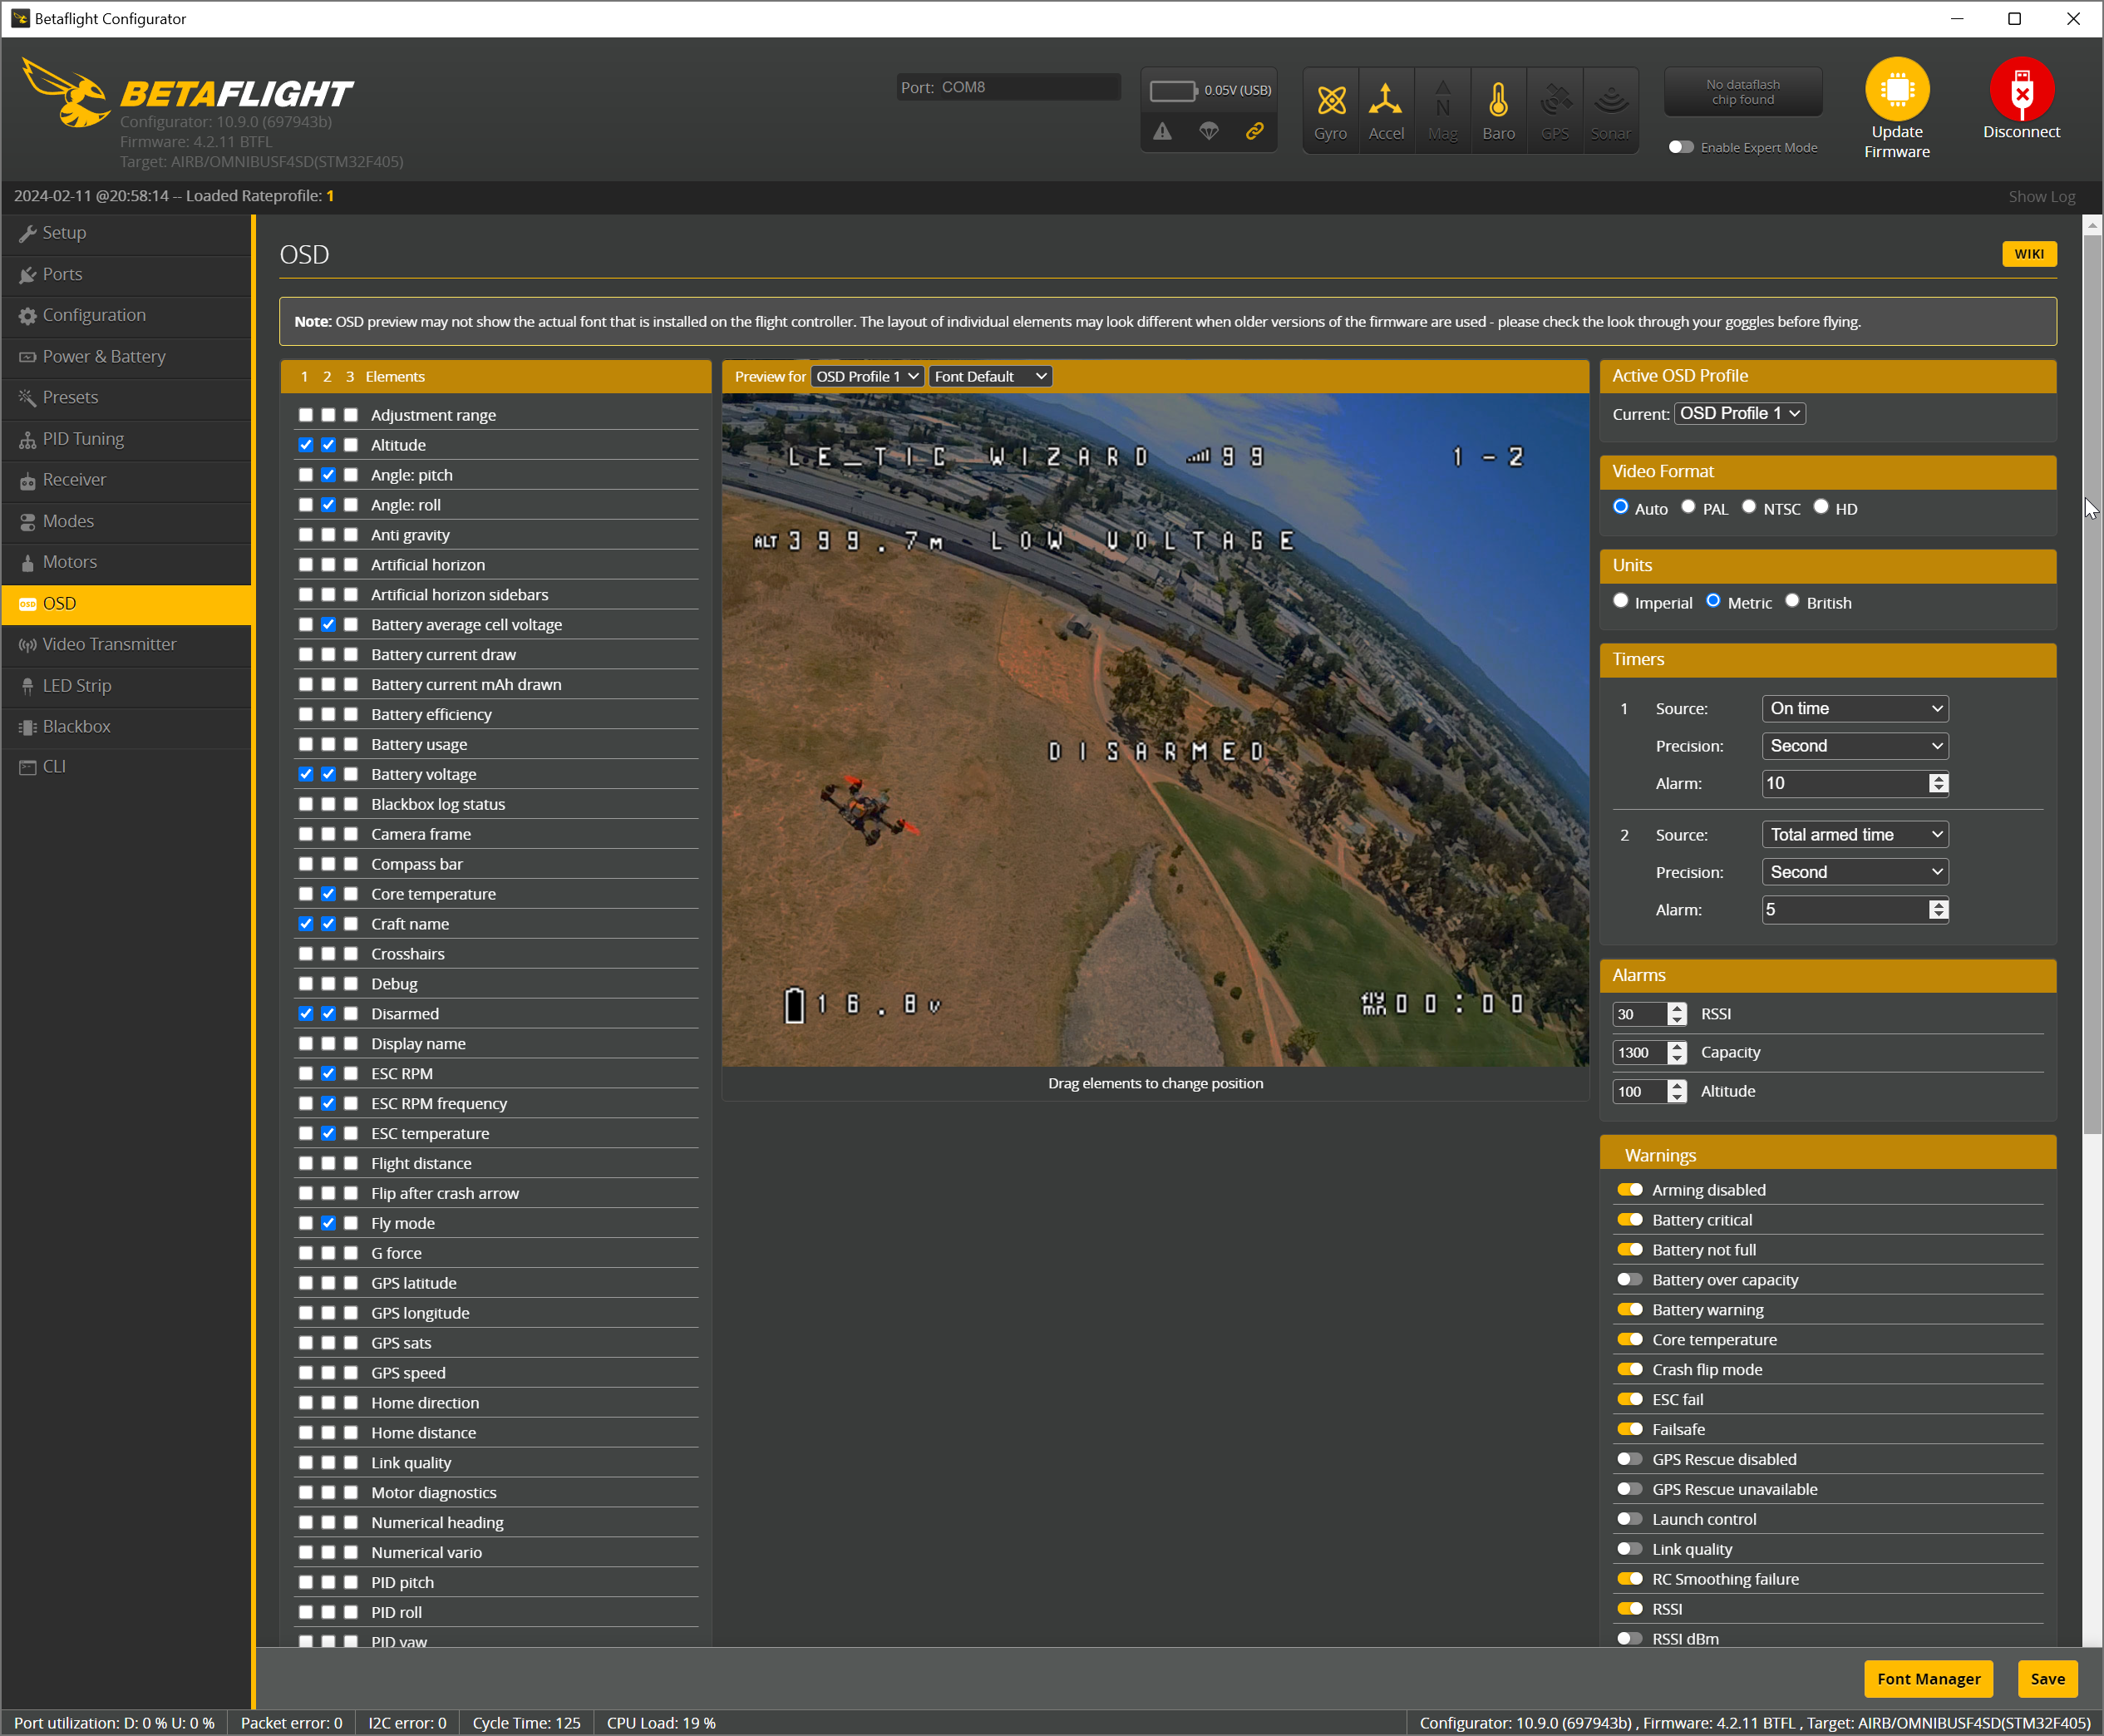 Betaflight Configurator
BETAFLIGHT
Configurator: 10.9.0 (697943b)
Firmware: 4.2.11 BTFL
Target: AIRB/OMNIBUSF4SD(STM32F405)
Port: COM8
0.05V (USB)
Gyro
Accel
N
Mag
Baro
GPS
Sonar
No dataflash
chip found
Enable Expert Mode
Update
Firmware
Disconnect
2024-02-11 @20:58:14 -- Loaded Rateprofile: 1
Show Log
Setup
Ports
Configuration
Power & Battery
Presets
PID Tuning
Receiver
Modes
Motors
OSD
OSD
Video Transmitter
LED Strip
Blackbox
CLI
OSD
WIKI
Note: OSD preview may not show the actual font that is installed on the flight controller. The layout of individual elements may look different when older versions of the firmware are used - please check the look through your goggles before flying.
1 2 3 Elements
Adjustment range
Altitude
Angle: pitch
Angle: roll
Anti gravity
Artificial horizon
Artificial horizon sidebars
Battery average cell voltage
Battery current draw
Battery current mAh drawn
Battery efficiency
Battery usage
Battery voltage
Blackbox log status
Camera frame
Compass bar
Core temperature
Craft name
Crosshairs
Debug
Disarmed
Display name
ESC RPM
ESC RPM frequency
ESC temperature
Flight distance
Flip after crash arrow
Fly mode
G force
GPS latitude
GPS longitude
GPS sats
GPS speed
Home direction
Home distance
Link quality
Motor diagnostics
Numerical heading
Numerical vario
PID pitch
PID roll
PID yaw
Preview for OSD Profile 1 Font Default
LE_TIC WIZARD 99 1-2
ALT 399.7M LOW VOLTAGE
DISARMED
16.8V
fly mn 00:00
Drag elements to change position
Active OSD Profile
Current: OSD Profile 1
Video Format
Auto PAL NTSC HD
Units
Imperial Metric British
Timers
1 Source: On time
Precision: Second
Alarm: 10
2 Source: Total armed time
Precision: Second
Alarm: 5
Alarms
30 RSSI
1300 Capacity
100 Altitude
Warnings
Arming disabled
Battery critical
Battery not full
Battery over capacity
Battery warning
Core temperature
Crash flip mode
ESC fail
Failsafe
GPS Rescue disabled
GPS Rescue unavailable
Launch control
Link quality
RC Smoothing failure
RSSI
RSSI dBm
Font Manager
Save
Port utilization: D: 0 % U: 0 %
Packet error: 0
I2C error: 0
Cycle Time: 125
CPU Load: 19 %
Configurator: 10.9.0 (697943b) , Firmware: 4.2.11 BTFL , Target: AIRB/OMNIBUSF4SD(STM32F405)